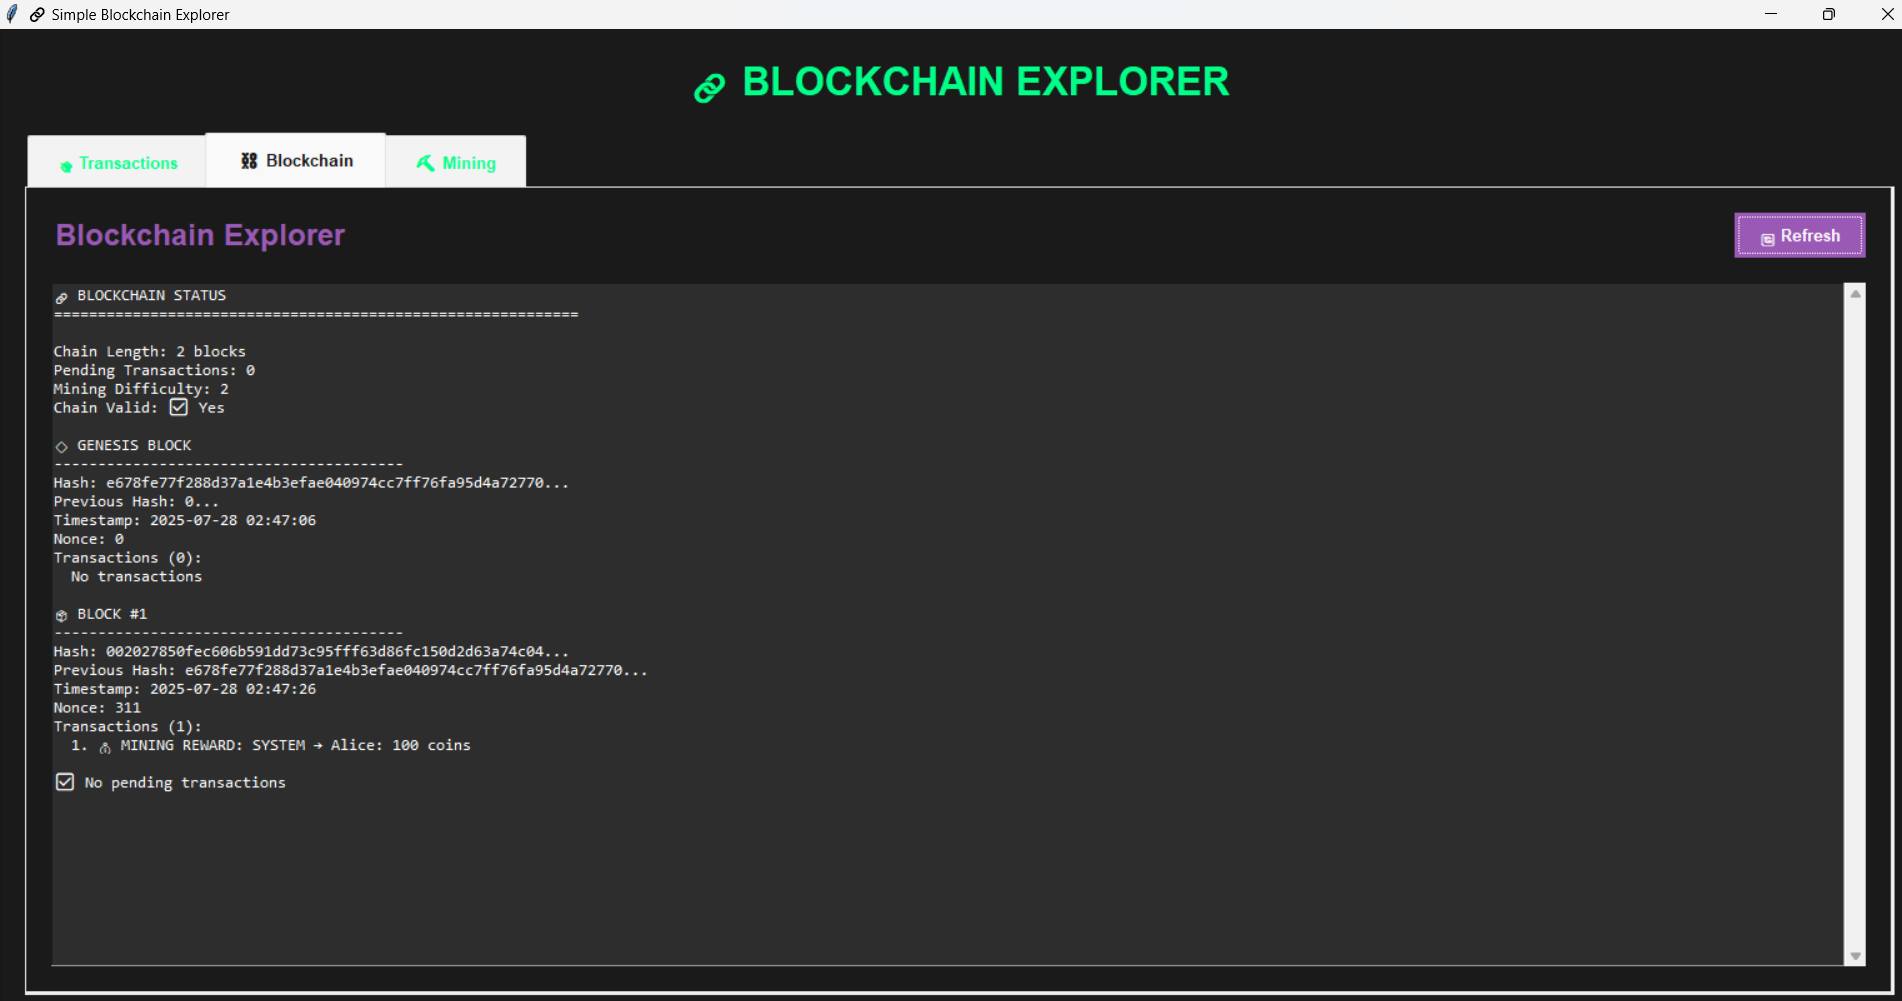 Simple Blockchain Explorer
BLOCKCHAIN EXPLORER
Transactions Blockchain Mining
Blockchain Explorer
Refresh
BLOCKCHAIN STATUS
============================================================
Chain Length: 2 blocks
Pending Transactions: 0
Mining Difficulty: 2
Chain Valid: ☑ Yes
◇ GENESIS BLOCK
----------------------------------------
Hash: e678fe77f288d37a1e4b3efae040974cc7ff76fa95d4a72770...
Previous Hash: 0...
Timestamp: 2025-07-28 02:47:06
Nonce: 0
Transactions (0):
No transactions
BLOCK #1
----------------------------------------
Hash: 002027850fec606b591dd73c95fff63d86fc150d2d63a74c04...
Previous Hash: e678fe77f288d37a1e4b3efae040974cc7ff76fa95d4a72770...
Timestamp: 2025-07-28 02:47:26
Nonce: 311
Transactions (1):
1. MINING REWARD: SYSTEM → Alice: 100 coins
☑ No pending transactions